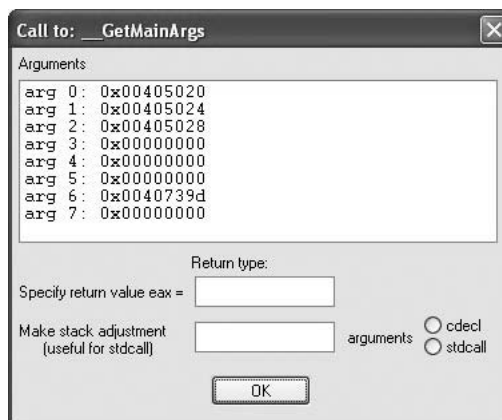 Call to: __GetMainArgs
Arguments
arg 0: 0x00405020
arg 1: 0x00405024
arg 2: 0x00405028
arg 3: 0x00000000
arg 4: 0x00000000
arg 5: 0x00000000
arg 6: 0x0040739d
arg 7: 0x00000000
Return type:
Specify return value eax =
Make stack adjustment
(useful for stdcall)
arguments
cdecl
stdcall
OK